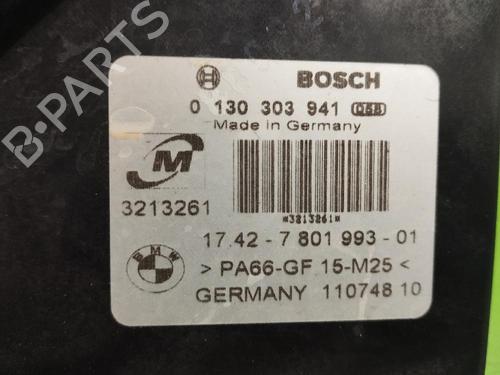 BOSCH
0 130 303 941 068
Made in Germany
M
3213261
*3213261*
17.42 - 7 801 993 - 01
BMW
> PA66-GF 15-M25 <
GERMANY 110748 10
B-PARTS